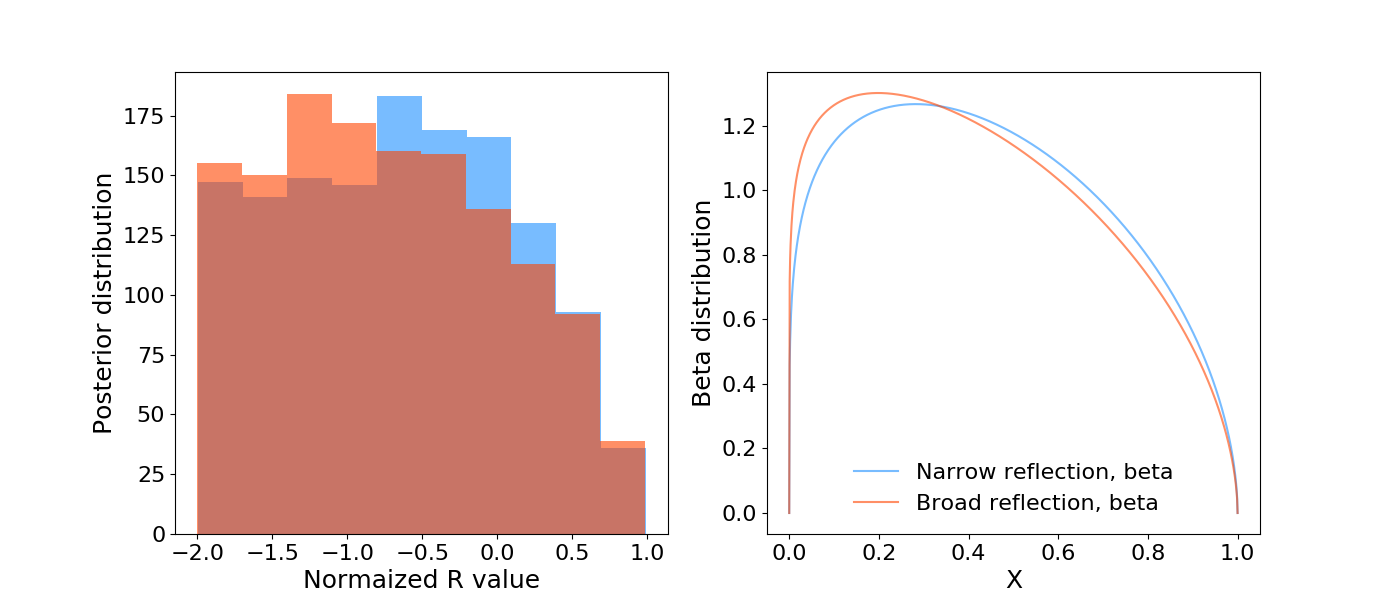 Posterior distribution
175
150
125
100
75
50
25
0
−2.0 −1.5 −1.0 −0.5 0.0 0.5 1.0
Normaized R value
Beta distribution
1.2
1.0
0.8
0.6
0.4
0.2
0.0
Narrow reflection, beta
Broad reflection, beta
0.0 0.2 0.4 0.6 0.8 1.0
X